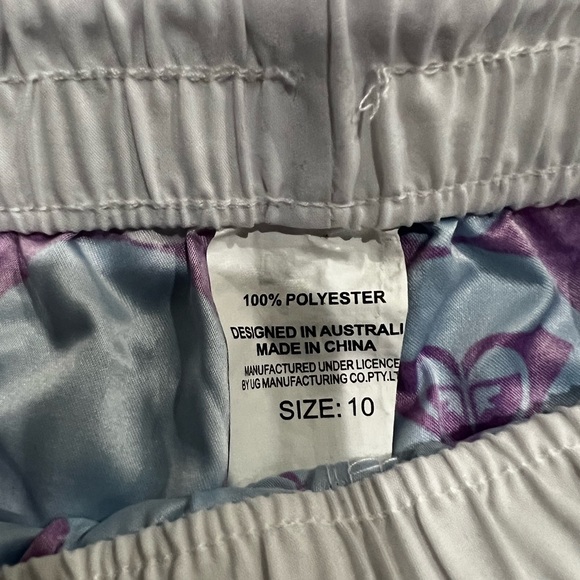 100% POLYESTER
DESIGNED IN AUSTRALI
MADE IN CHINA
MANUFACTURED UNDER LICENCE
BY UG MANUFACTURING CO.PTY.LT
SIZE: 10